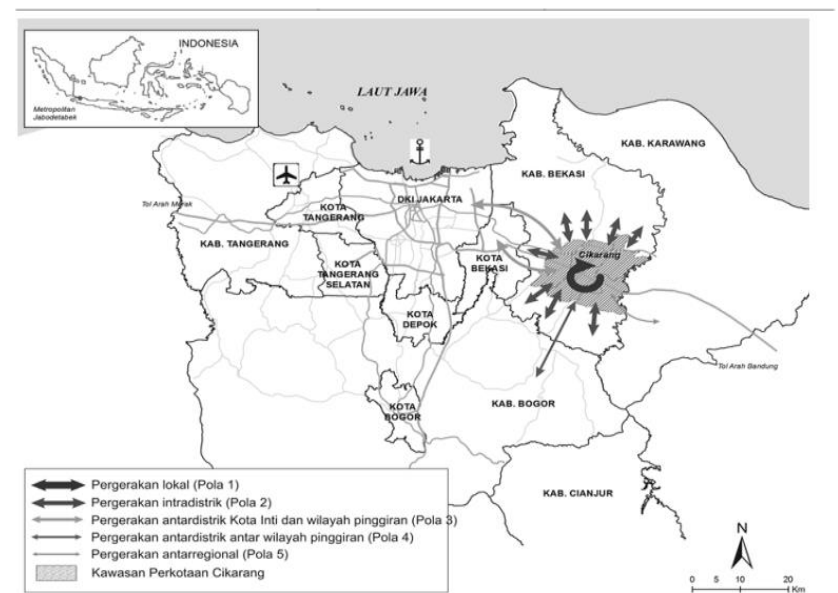 INDONESIA
Metropolitan
Jabodetabek
LAUT JAWA
KAB. KARAWANG
KAB. BEKASI
DKI JAKARTA
Tol Arah Merak
KOTA
TANGERANG
KAB. TANGERANG
KOTA
TANGERANG
SELATAN
KOTA
BEKASI
Cikarang
KOTA
DEPOK
Tol Arah Bandung
KAB. BOGOR
KOTA
BOGOR
KAB. CIANJUR
Pergerakan lokal (Pola 1)
Pergerakan intradistrik (Pola 2)
Pergerakan antardistrik Kota Inti dan wilayah pinggiran (Pola 3)
Pergerakan antardistrik antar wilayah pinggiran (Pola 4)
Pergerakan antarregional (Pola 5)
Kawasan Perkotaan Cikarang
N
0 5 10 20
Km